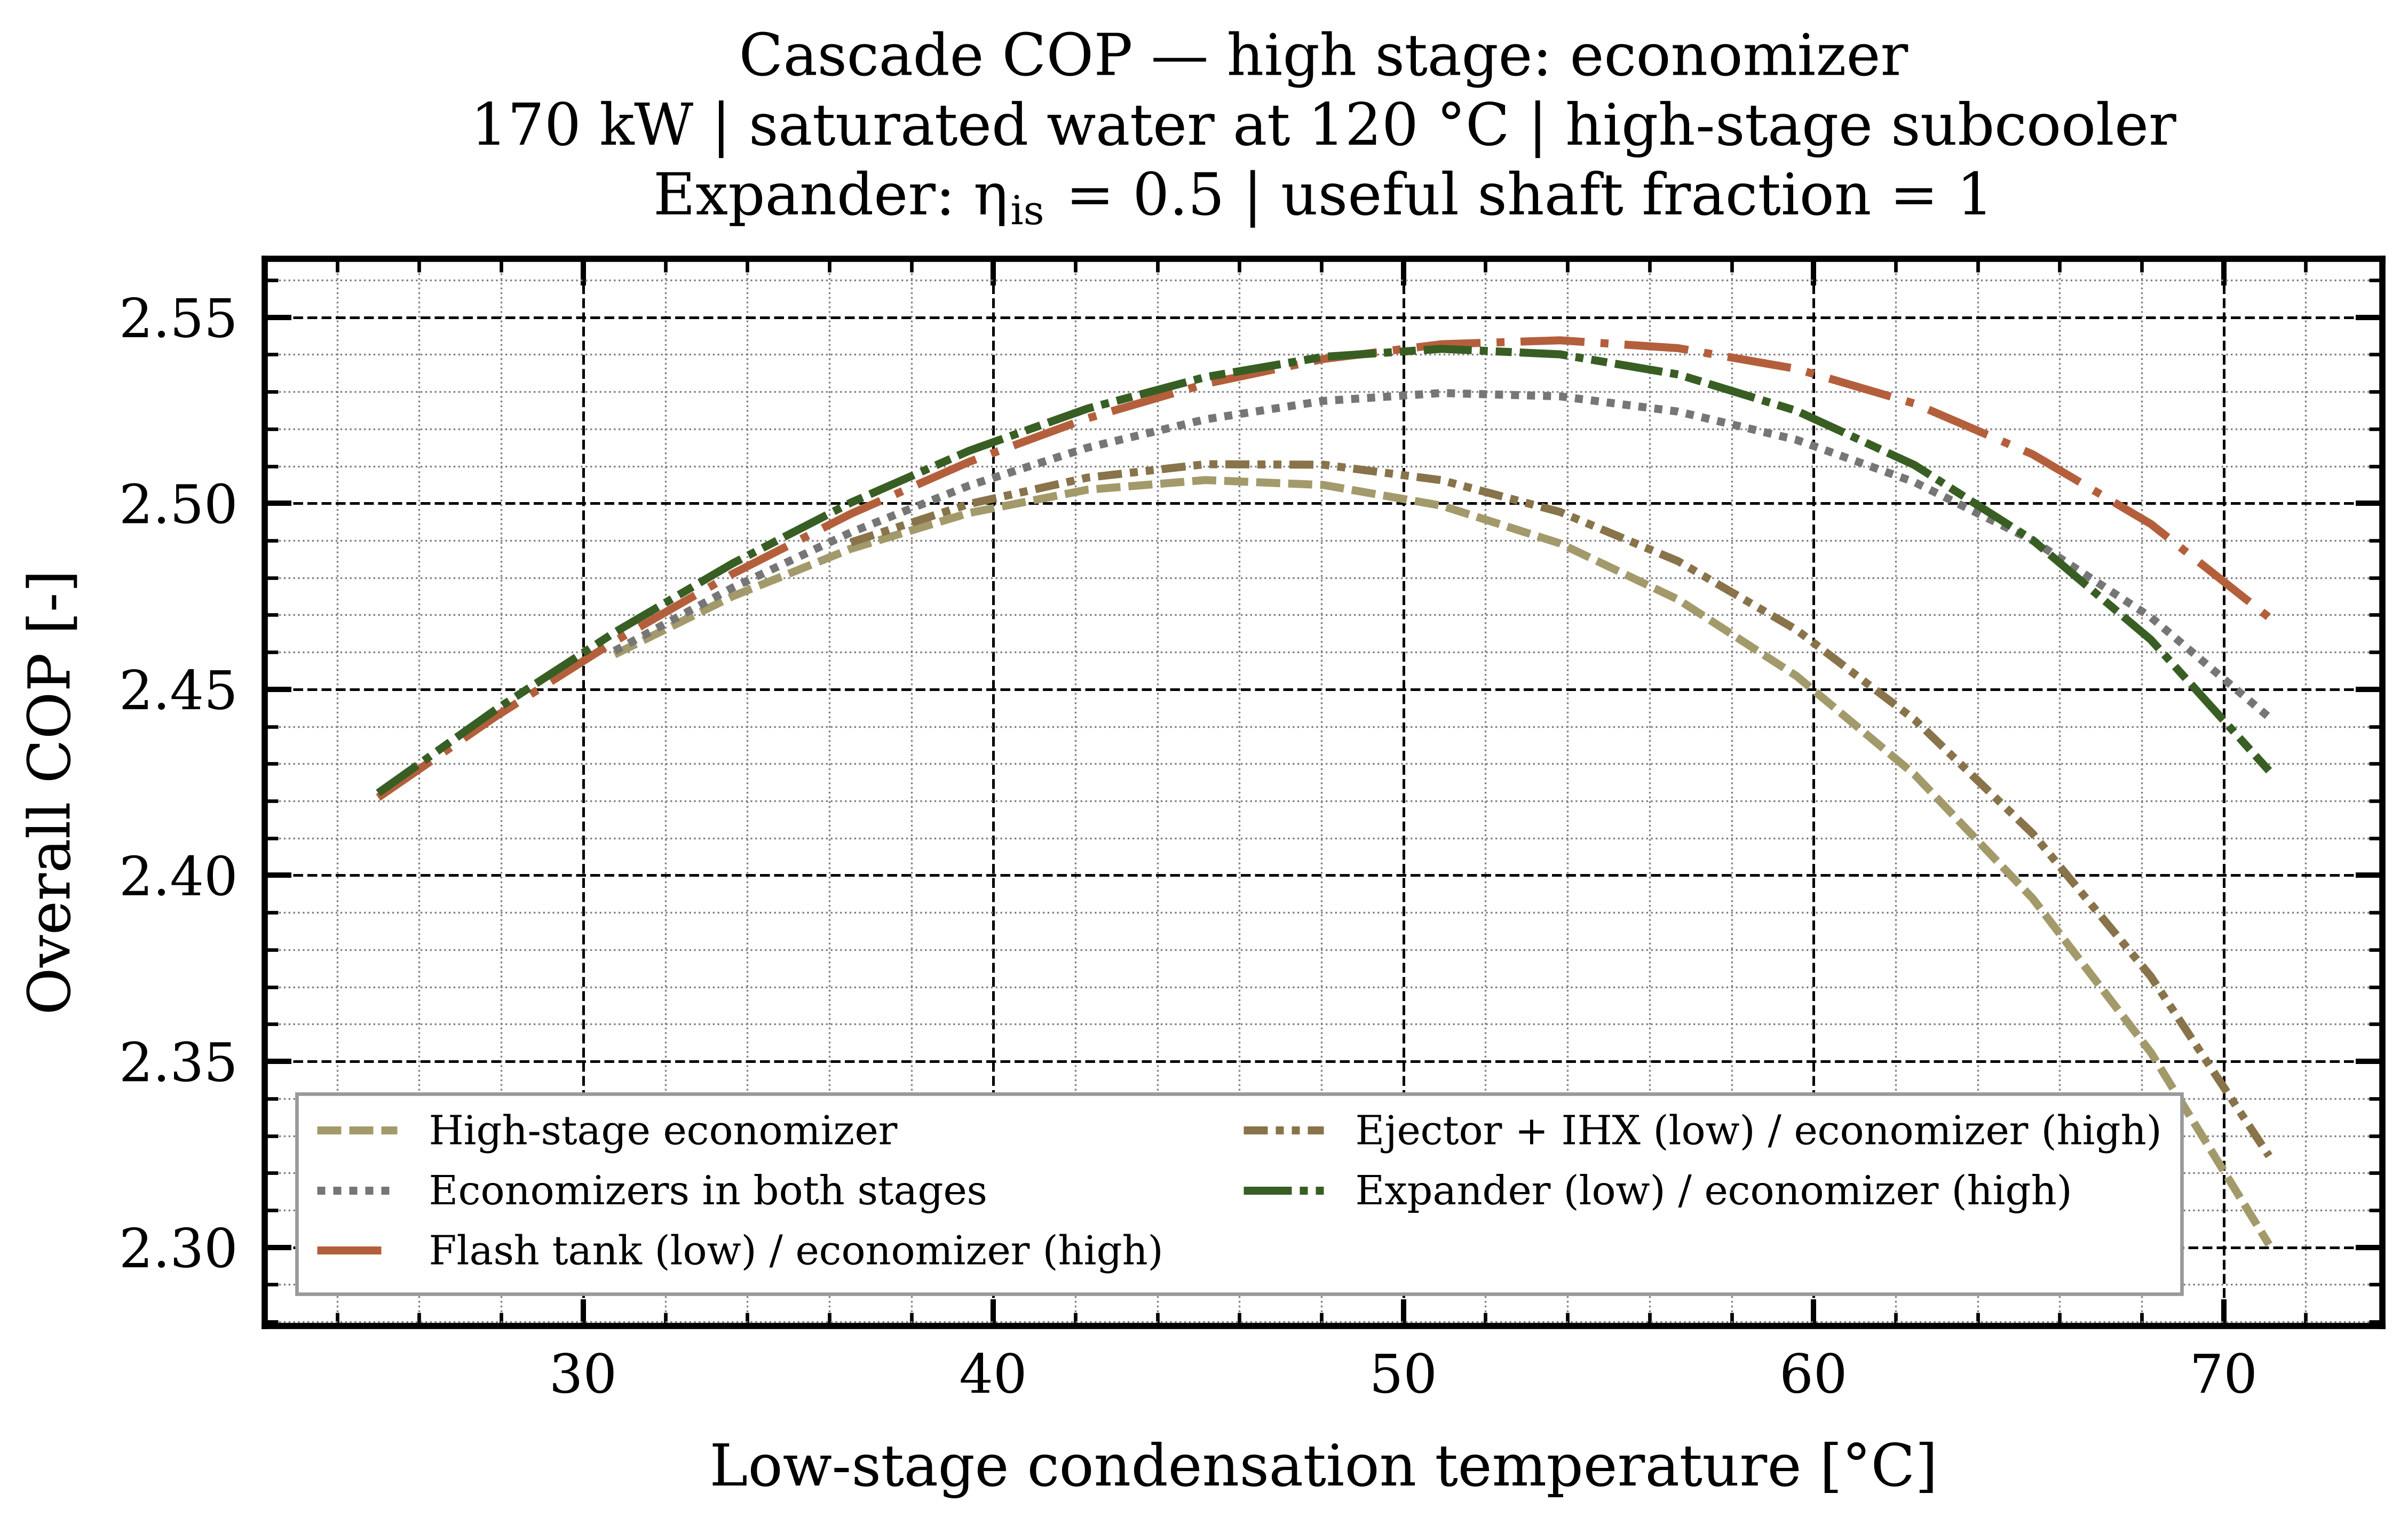 Cascade COP — high stage: economizer
170 kW | saturated water at 120 °C | high-stage subcooler
Expander: ηis = 0.5 | useful shaft fraction = 1
Overall COP [-]
2.55
2.50
2.45
2.40
2.35
2.30
High-stage economizer
Economizers in both stages
Flash tank (low) / economizer (high)
Ejector + IHX (low) / economizer (high)
Expander (low) / economizer (high)
30 40 50 60 70
Low-stage condensation temperature [°C]